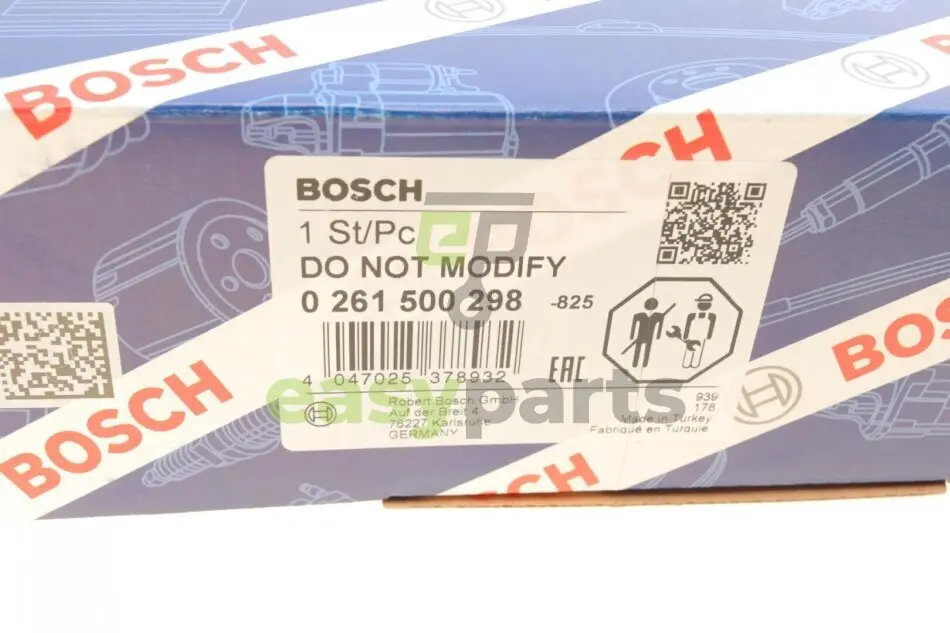 BOSCH
BOSCH
BOSCH
1 St/Pc
DO NOT MODIFY
0 261 500 298 -825
4 047025 378932
EAC
easyparts
Robert Bosch GmbH
Auf der Breit 4
76227 Karlsruhe
GERMANY
939
178
Made in Turkey
Fabriqué en Turquie
BOSCH
BOSCH